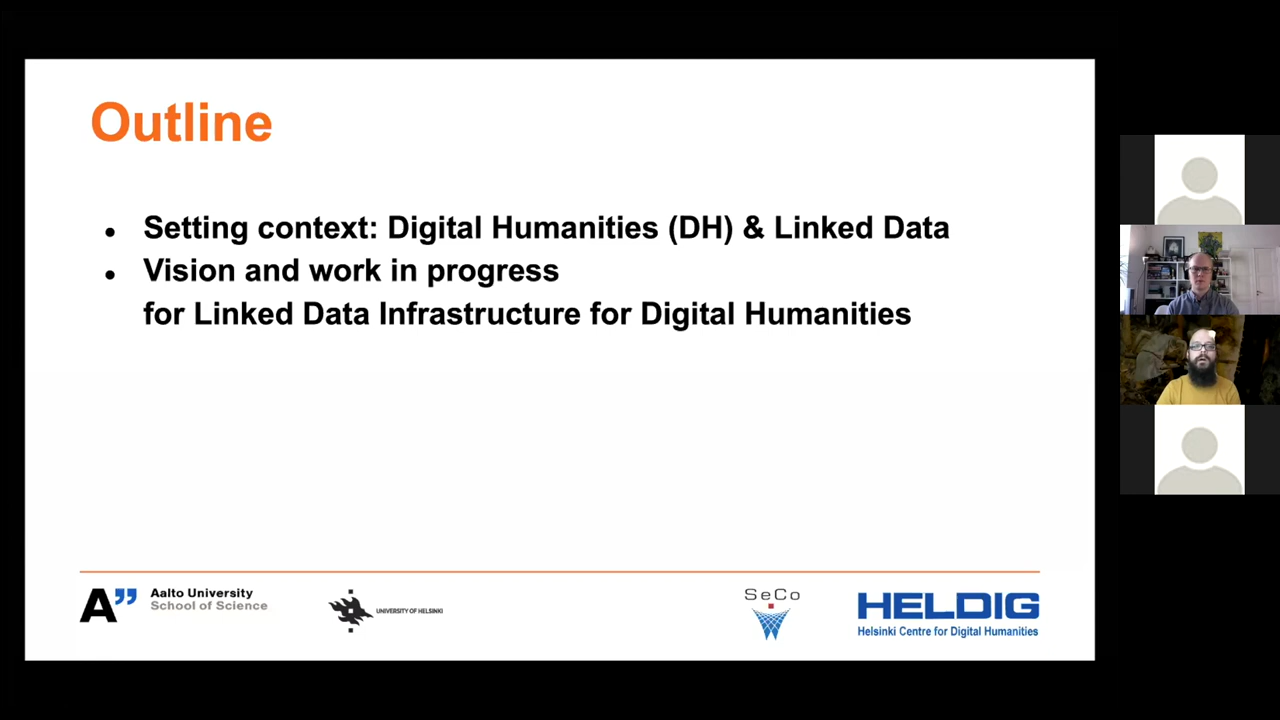 Outline
• Setting context: Digital Humanities (DH) & Linked Data
• Vision and work in progress
for Linked Data Infrastructure for Digital Humanities
A”
Aalto University
School of Science
UNIVERSITY OF HELSINKI
SeCo
HELDIG
Helsinki Centre for Digital Humanities